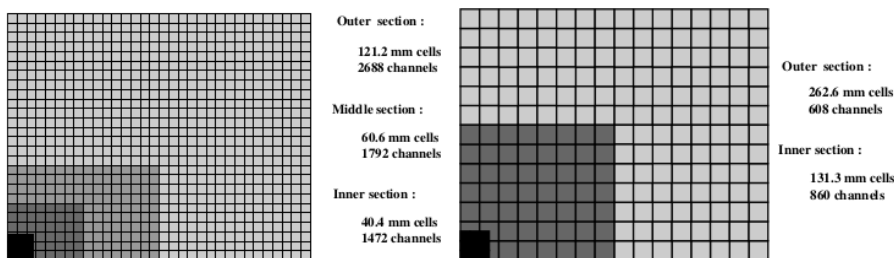 Outer section :
121.2 mm cells
2688 channels
Middle section :
60.6 mm cells
1792 channels
Inner section :
40.4 mm cells
1472 channels
Outer section :
262.6 mm cells
608 channels
Inner section :
131.3 mm cells
860 channels